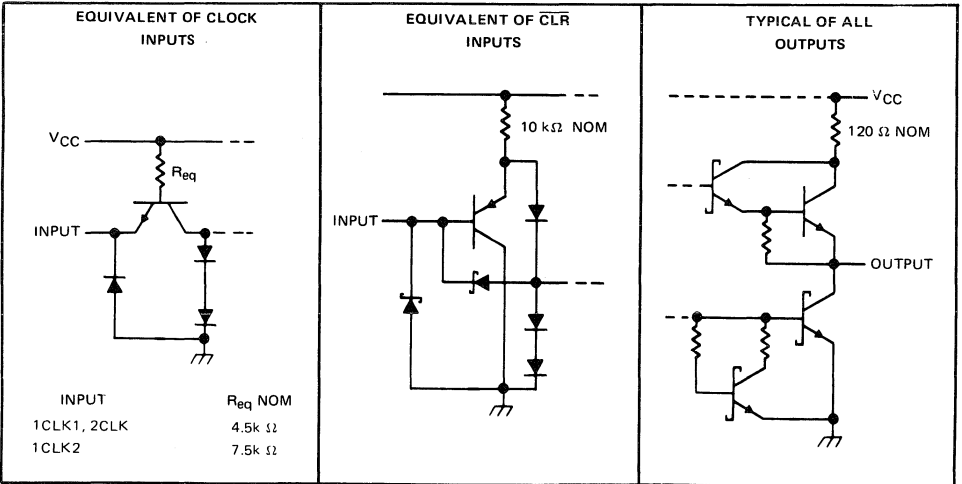 EQUIVALENT OF CLOCK
INPUTS
VCC
Req
INPUT
INPUT Req NOM
1CLK1, 2CLK 4.5k Ω
1CLK2 7.5k Ω
EQUIVALENT OF C̅L̅R̅
INPUTS
10 kΩ NOM
INPUT
TYPICAL OF ALL
OUTPUTS
VCC
120 Ω NOM
OUTPUT